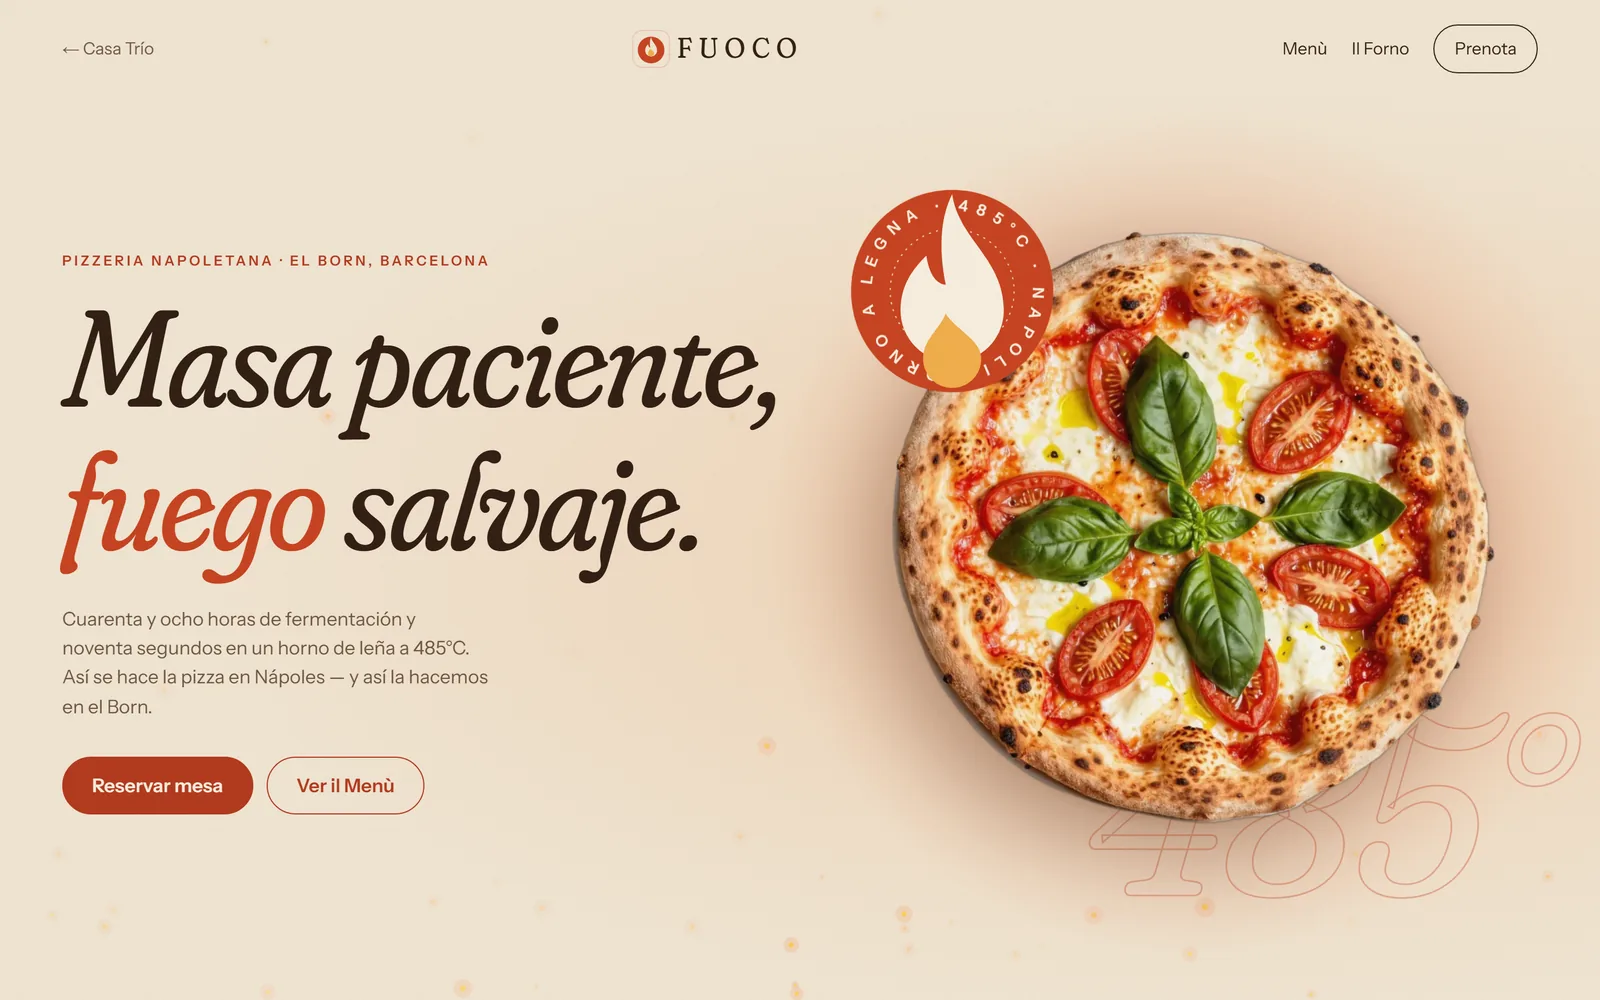 ← Casa Trío
FUOCO
Menù
Il Forno
Prenota
PIZZERIA NAPOLETANA · EL BORN, BARCELONA
Masa paciente,
fuego salvaje.
Cuarenta y ocho horas de fermentación y
noventa segundos en un horno de leña a 485°C.
Así se hace la pizza en Nápoles — y así la hacemos
en el Born.
Reservar mesa
Ver il Menù
ORNO A LEGNA · 485°C · NAPOLI
485°